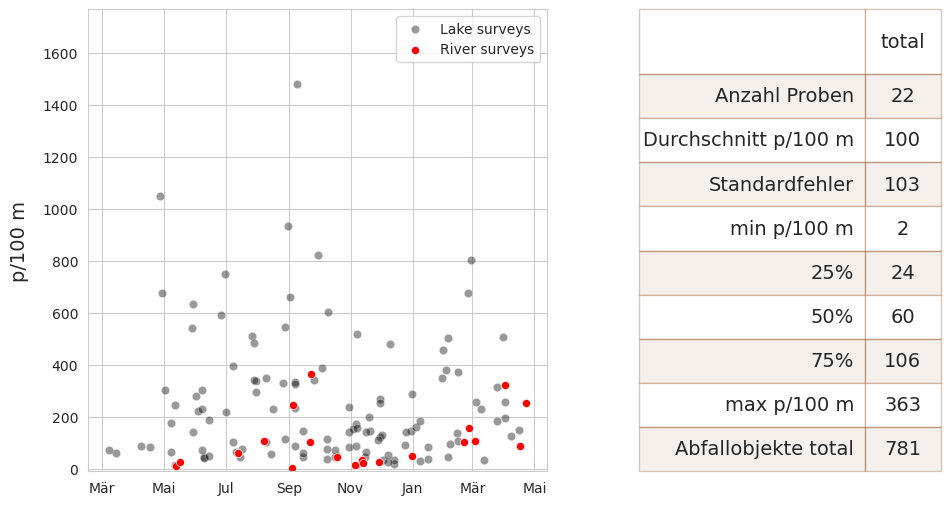 Lake surveys
River surveys
1600
1400
1200
1000
800
600
400
200
0
p/100 m
Mär Mai Jul Sep Nov Jan Mär Mai
total
Anzahl Proben 22
Durchschnitt p/100 m 100
Standardfehler 103
min p/100 m 2
25% 24
50% 60
75% 106
max p/100 m 363
Abfallobjekte total 781